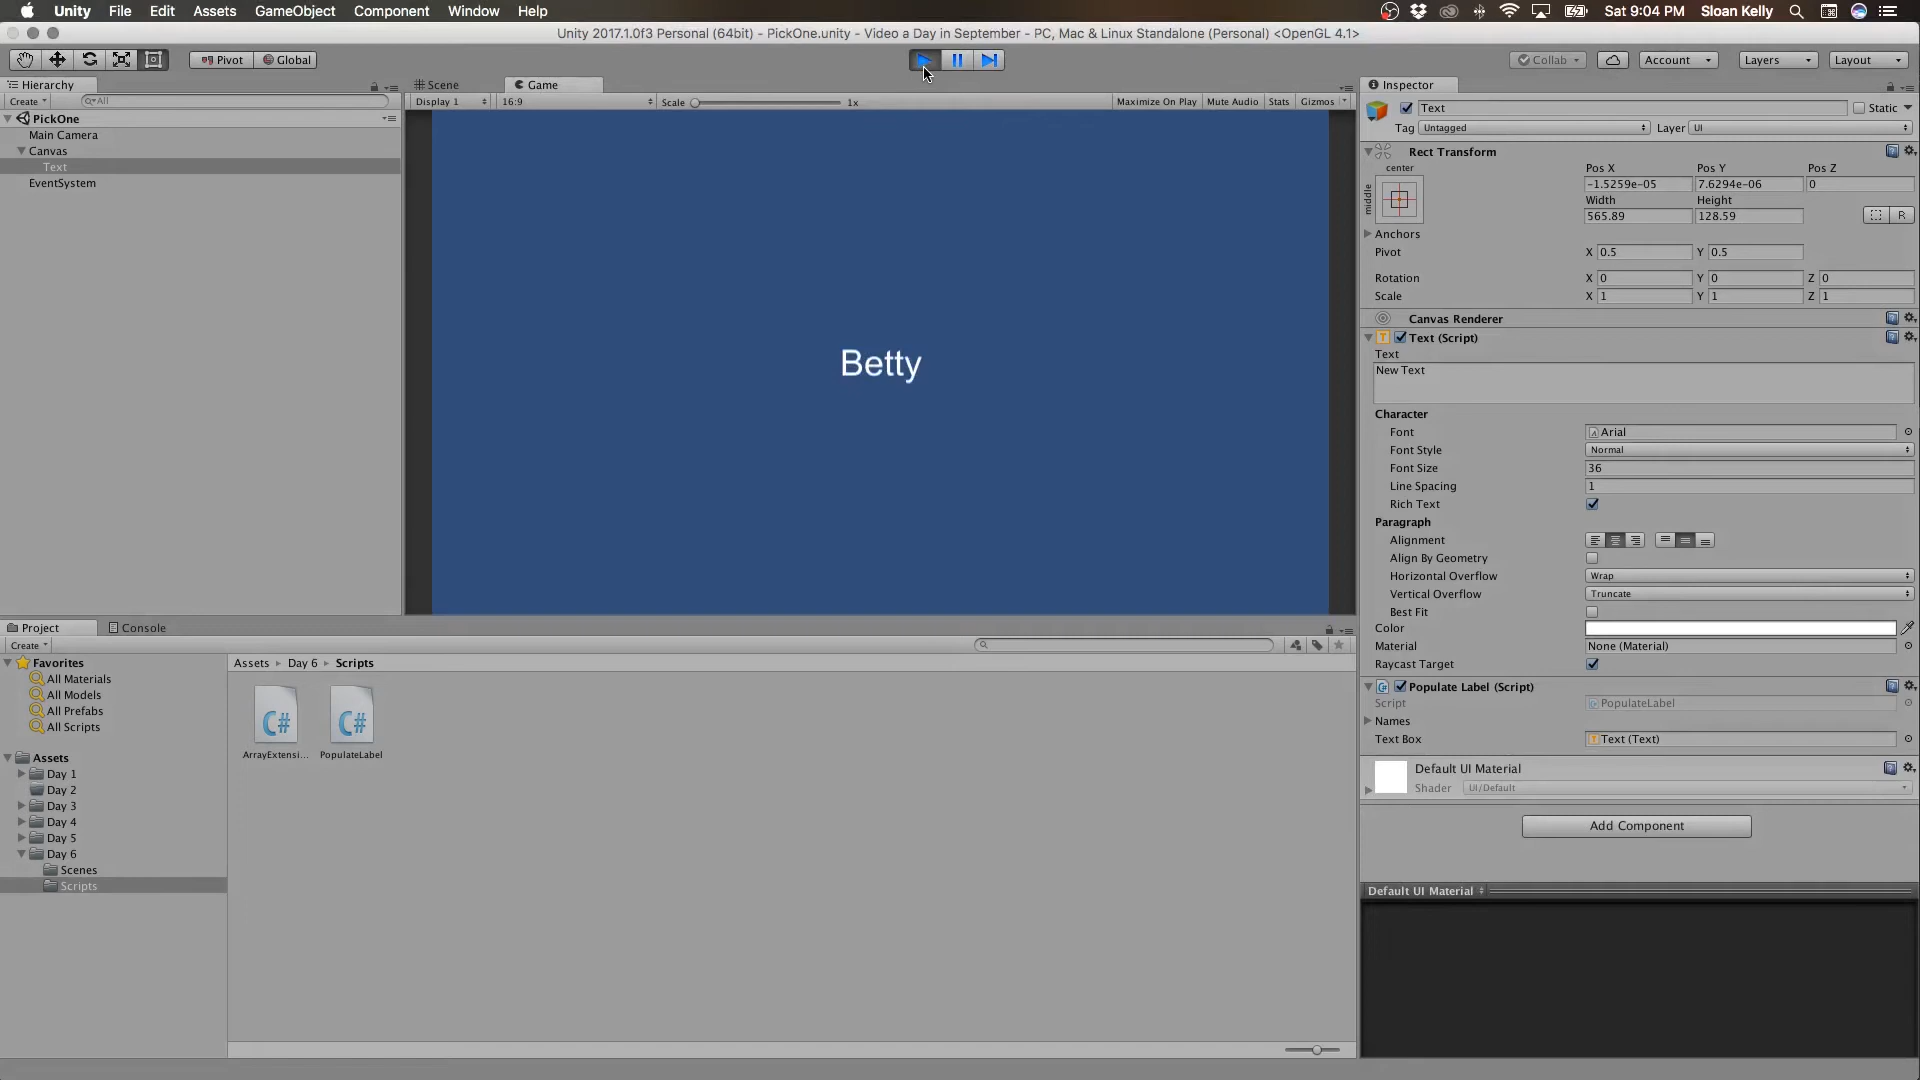 Unity File Edit Assets GameObject Component Window Help Sat 9:04 PM Sloan Kelly
Unity 2017.1.0f3 Personal (64bit) - PickOne.unity - Video a Day in September - PC, Mac & Linux Standalone (Personal) <OpenGL 4.1>
Pivot Global Collab Account Layers Layout
Hierarchy
Create All
PickOne
Main Camera
Canvas
Text
EventSystem
Scene Game
Display 1 16:9 Scale 1x Maximize On Play Mute Audio Stats Gizmos
Betty
Inspector
Text Static
Tag Untagged Layer UI
Rect Transform
center
middle
Pos X Pos Y Pos Z
-1.5259e-05 7.6294e-06 0
Width Height
565.89 128.59 R
Anchors
Pivot X 0.5 Y 0.5
Rotation X 0 Y 0 Z 0
Scale X 1 Y 1 Z 1
Canvas Renderer
Text (Script)
Text
New Text
Character
Font Arial
Font Style Normal
Font Size 36
Line Spacing 1
Rich Text
Paragraph
Alignment
Align By Geometry
Horizontal Overflow Wrap
Vertical Overflow Truncate
Best Fit
Color
Material None (Material)
Raycast Target
Populate Label (Script)
Script PopulateLabel
Names
Text Box Text (Text)
Default UI Material
Shader UI/Default
Add Component
Default UI Material
Project Console
Create
Favorites
All Materials
All Models
All Prefabs
All Scripts
Assets
Day 1
Day 2
Day 3
Day 4
Day 5
Day 6
Scenes
Scripts
Assets Day 6 Scripts
C# C#
ArrayExtensi... PopulateLabel